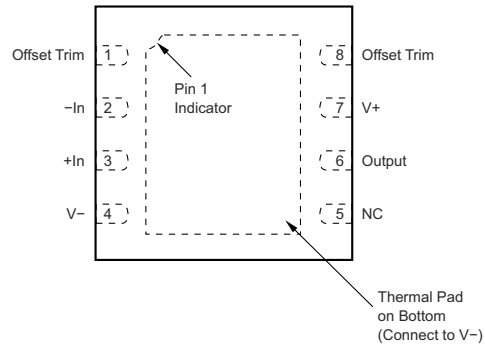 Offset Trim 1
8 Offset Trim
Pin 1
Indicator
−In 2
7 V+
+In 3
6 Output
V− 4
5 NC
Thermal Pad
on Bottom
(Connect to V−)